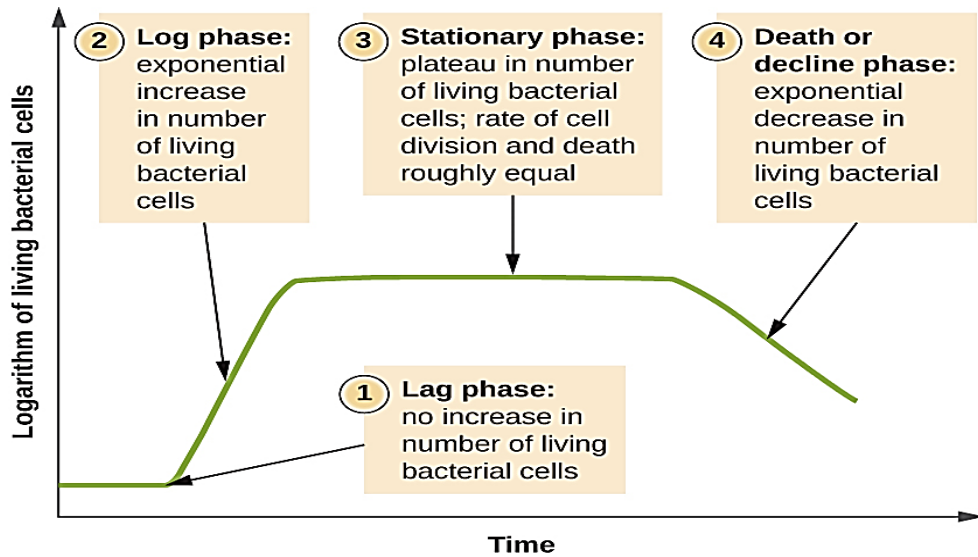 2 Log phase:
exponential
increase
in number
of living
bacterial
cells
3 Stationary phase:
plateau in number
of living bacterial
cells; rate of cell
division and death
roughly equal
4 Death or
decline phase:
exponential
decrease in
number of
living bacterial
cells
1 Lag phase:
no increase in
number of living
bacterial cells
Logarithm of living bacterial cells
Time